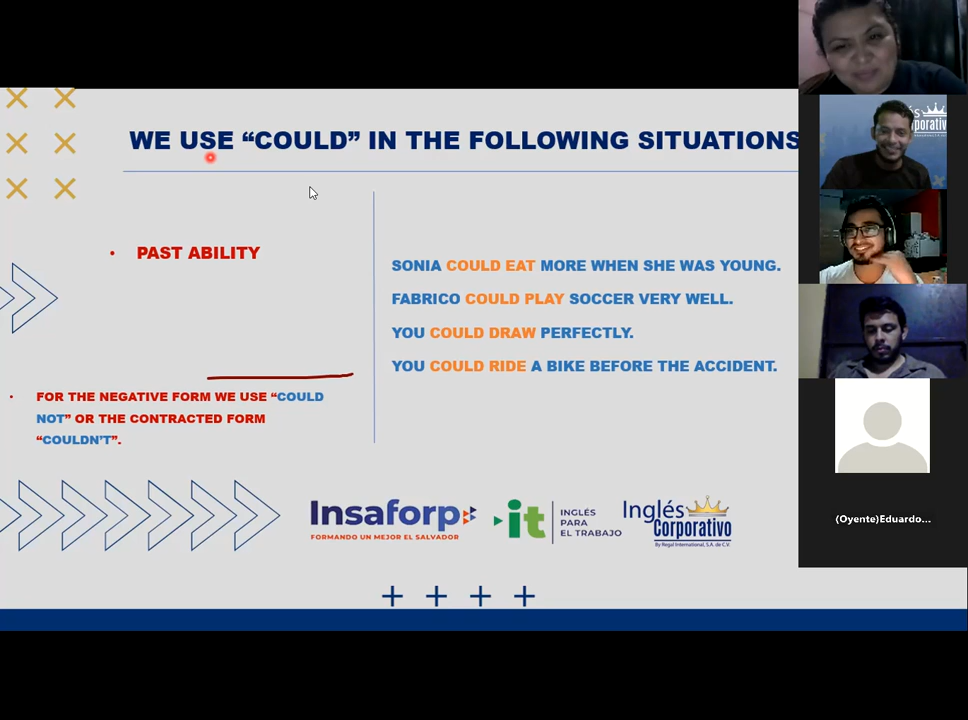 WE USE “COULD” IN THE FOLLOWING SITUATIONS
• PAST ABILITY
• FOR THE NEGATIVE FORM WE USE “COULD
NOT” OR THE CONTRACTED FORM
“COULDN’T”.
SONIA COULD EAT MORE WHEN SHE WAS YOUNG.
FABRICO COULD PLAY SOCCER VERY WELL.
YOU COULD DRAW PERFECTLY.
YOU COULD RIDE A BIKE BEFORE THE ACCIDENT.
Insaforp
FORMANDO UN MEJOR EL SALVADOR
it
INGLÉS
PARA
EL TRABAJO
Inglés
Corporativo
By Regal International, S.A. de C.V.
(Oyente)Eduardo...